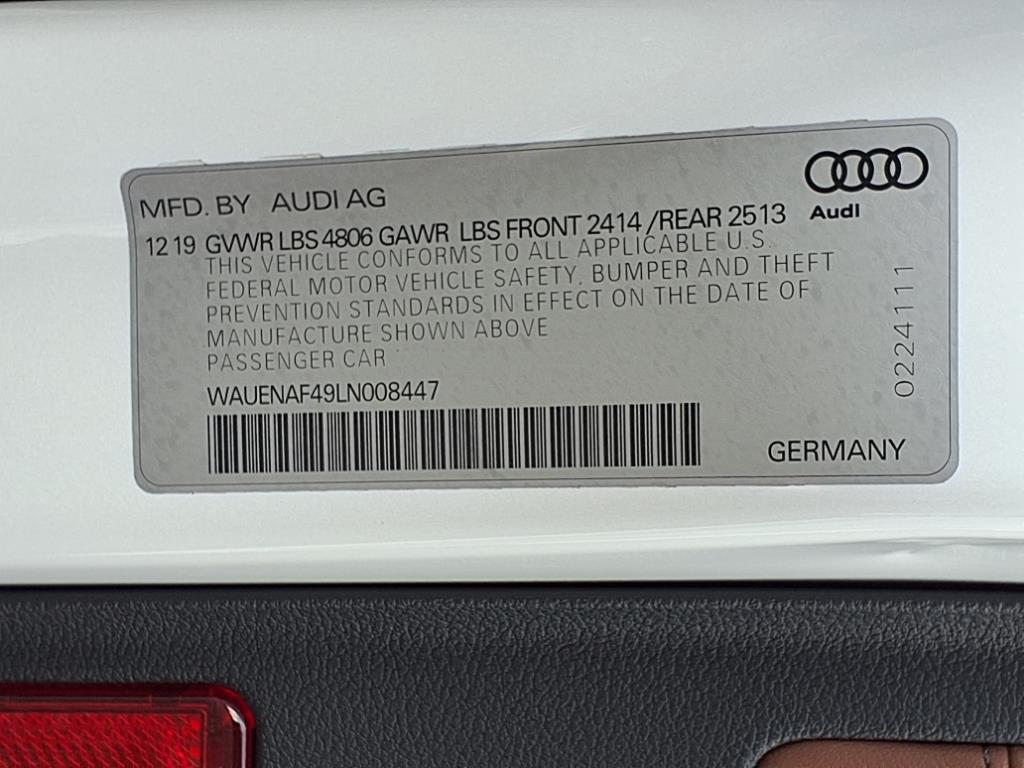 MFD. BY AUDI AG
Audi
12 19 GVWR LBS 4806 GAWR LBS FRONT 2414 /REAR 2513
THIS VEHICLE CONFORMS TO ALL APPLICABLE U.S.
FEDERAL MOTOR VEHICLE SAFETY, BUMPER AND THEFT
PREVENTION STANDARDS IN EFFECT ON THE DATE OF
MANUFACTURE SHOWN ABOVE
PASSENGER CAR
WAUENAF49LN008447
GERMANY
0224111